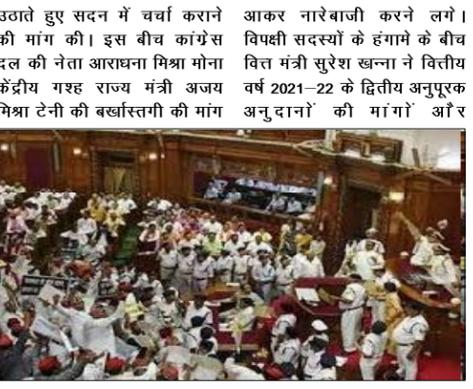 उठाते हुए सदन में चर्चा कराने
की मांग की। इस बीच कांग्रेस
दल की नेता आराधना मिश्रा मोना
केंद्रीय गश्ह राज्य मंत्री अजय
मिश्रा टेनी की बर्खास्तगी की मांग
आकर नारेबाजी करने लगे।
विपक्षी सदस्यों के हंगामे के बीच
वित्त मंत्री सुरेश खन्ना ने वित्तीय
वर्ष 2021–22 के द्वितीय अनुपूरक
अनुदानों की मांगों और